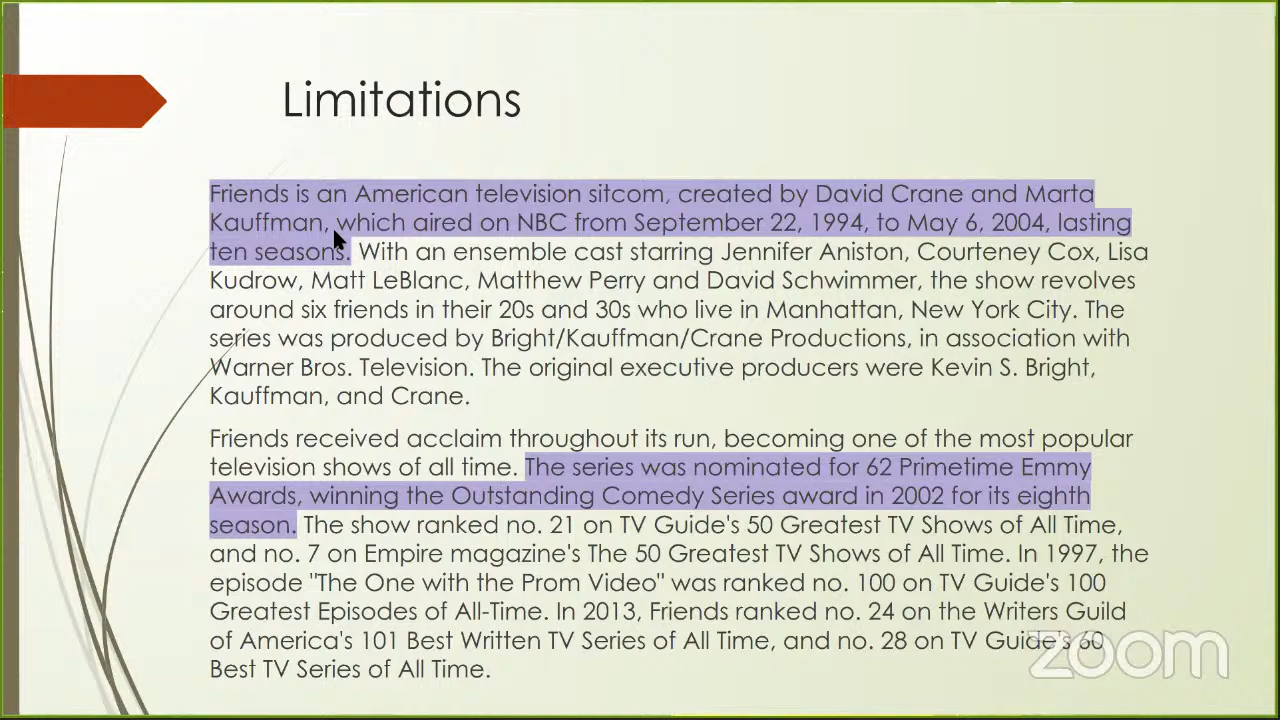 Limitations
Friends is an American television sitcom, created by David Crane and Marta
Kauffman, which aired on NBC from September 22, 1994, to May 6, 2004, lasting
ten seasons. With an ensemble cast starring Jennifer Aniston, Courteney Cox, Lisa
Kudrow, Matt LeBlanc, Matthew Perry and David Schwimmer, the show revolves
around six friends in their 20s and 30s who live in Manhattan, New York City. The
series was produced by Bright/Kauffman/Crane Productions, in association with
Warner Bros. Television. The original executive producers were Kevin S. Bright,
Kauffman, and Crane.
Friends received acclaim throughout its run, becoming one of the most popular
television shows of all time. The series was nominated for 62 Primetime Emmy
Awards, winning the Outstanding Comedy Series award in 2002 for its eighth
season. The show ranked no. 21 on TV Guide's 50 Greatest TV Shows of All Time,
and no. 7 on Empire magazine's The 50 Greatest TV Shows of All Time. In 1997, the
episode "The One with the Prom Video" was ranked no. 100 on TV Guide's 100
Greatest Episodes of All-Time. In 2013, Friends ranked no. 24 on the Writers Guild
of America's 101 Best Written TV Series of All Time, and no. 28 on TV Guide's 60
Best TV Series of All Time.
zoom